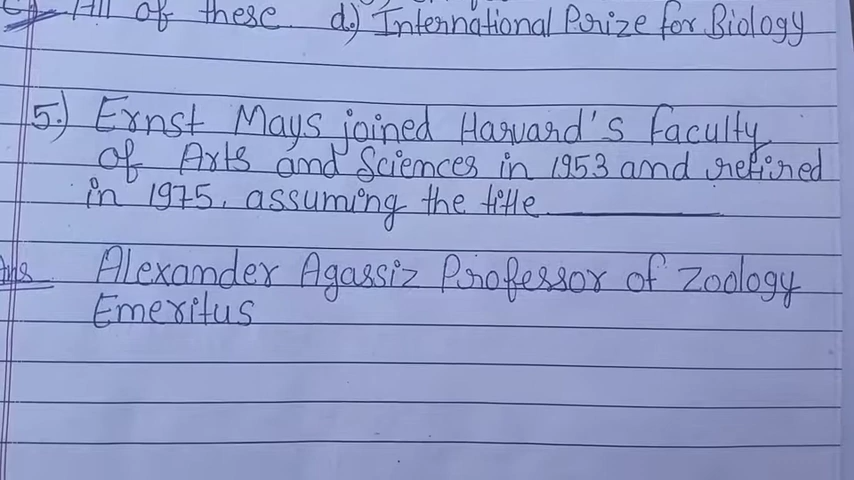 c) All of these d.) International Prize for Biology
5.) Ernst Mays joined Harvard's faculty
of Arts and Sciences in 1953 and retired
in 1975, assuming the title ________
Ans Alexander Agassiz Professor of Zoology
Emeritus